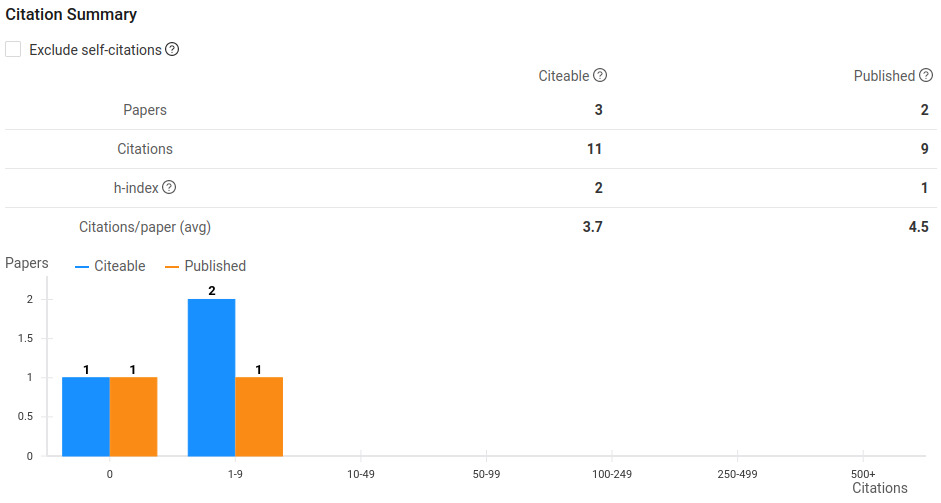 Citation Summary
Exclude self-citations ?
Citeable ? Published ?
Papers 3 2
Citations 11 9
h-index ? 2 1
Citations/paper (avg) 3.7 4.5
Papers Citeable Published
2
2
1.5
1 1 1
1
0.5
0
0 1-9 10-49 50-99 100-249 250-499 500+
Citations